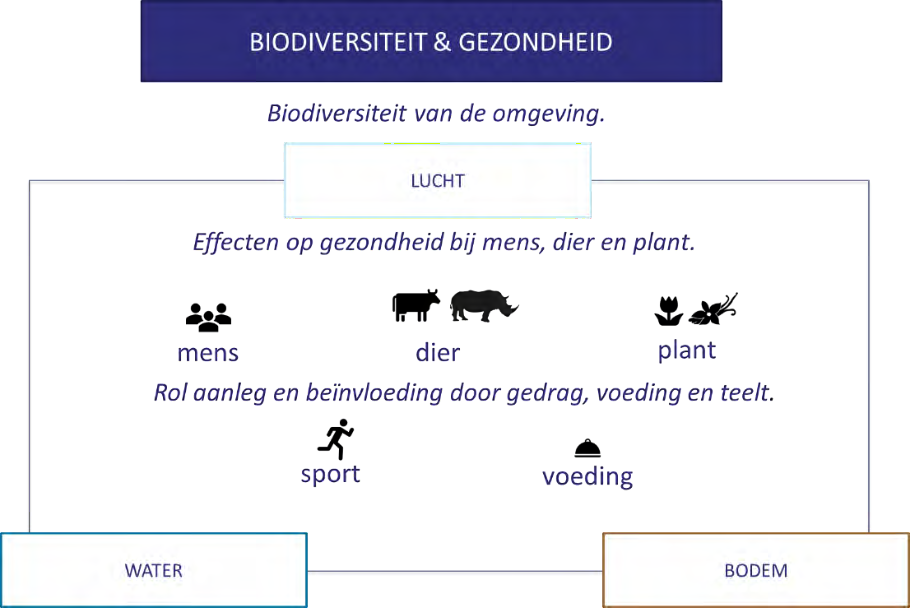 BIODIVERSITEIT & GEZONDHEID
Biodiversiteit van de omgeving.
LUCHT
Effecten op gezondheid bij mens, dier en plant.
mens
dier
plant
Rol aanleg en beïnvloeding door gedrag, voeding en teelt.
sport
voeding
WATER
BODEM